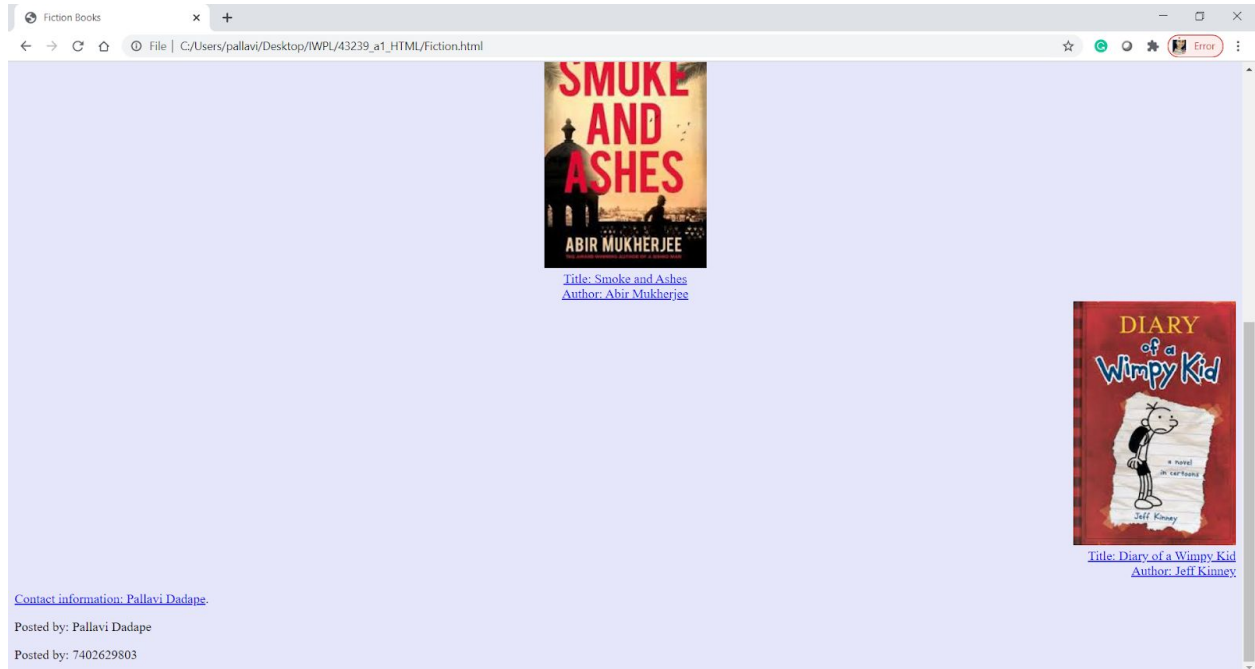 Fiction Books
File | C:/Users/pallavi/Desktop/IWPL/43239_a1_HTML/Fiction.html
Error
SMOKE
AND
ASHES
ABIR MUKHERJEE
Title: Smoke and Ashes
Author: Abir Mukherjee
DIARY
of a
Wimpy Kid
a novel
in cartoons
Jeff Kinney
Title: Diary of a Wimpy Kid
Author: Jeff Kinney
Contact information: Pallavi Dadape.
Posted by: Pallavi Dadape
Posted by: 7402629803